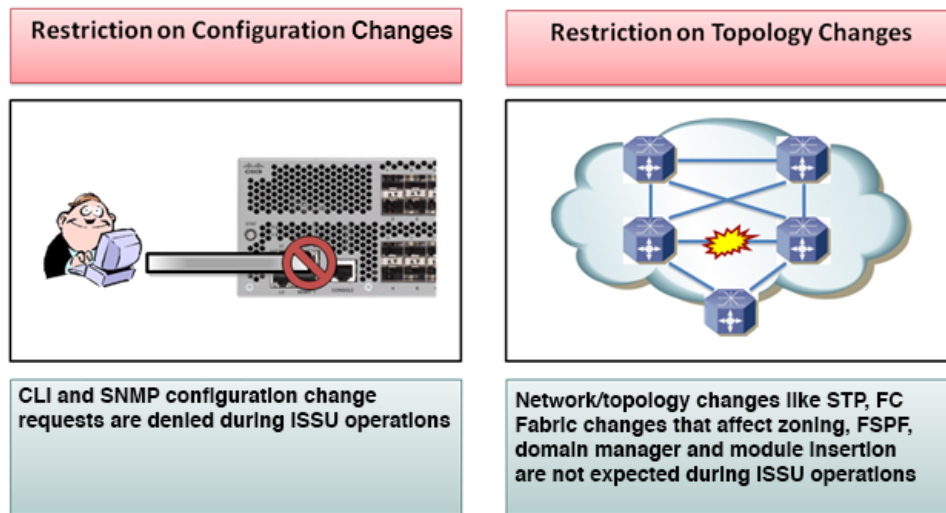 Restriction on Configuration Changes
Restriction on Topology Changes
CLI and SNMP configuration change
requests are denied during ISSU operations
Network/topology changes like STP, FC
Fabric changes that affect zoning, FSPF,
domain manager and module insertion
are not expected during ISSU operations
CISCO
CONSOLE